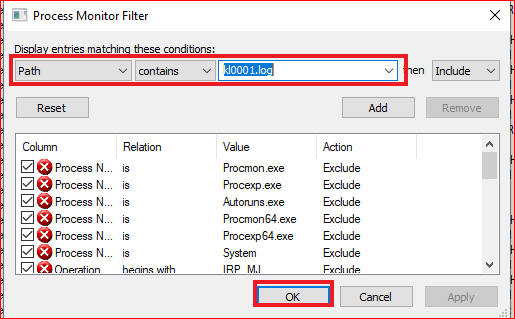 Process Monitor Filter
Display entries matching these conditions:
Path contains kl0001.log then Include
Reset Add Remove
Column Relation Value Action
Process N... is Procmon.exe Exclude
Process N... is Procexp.exe Exclude
Process N... is Autoruns.exe Exclude
Process N... is Procmon64.exe Exclude
Process N... is Procexp64.exe Exclude
Process N... is System Exclude
Operation begins with IRP_MJ_ Exclude
OK Cancel Apply